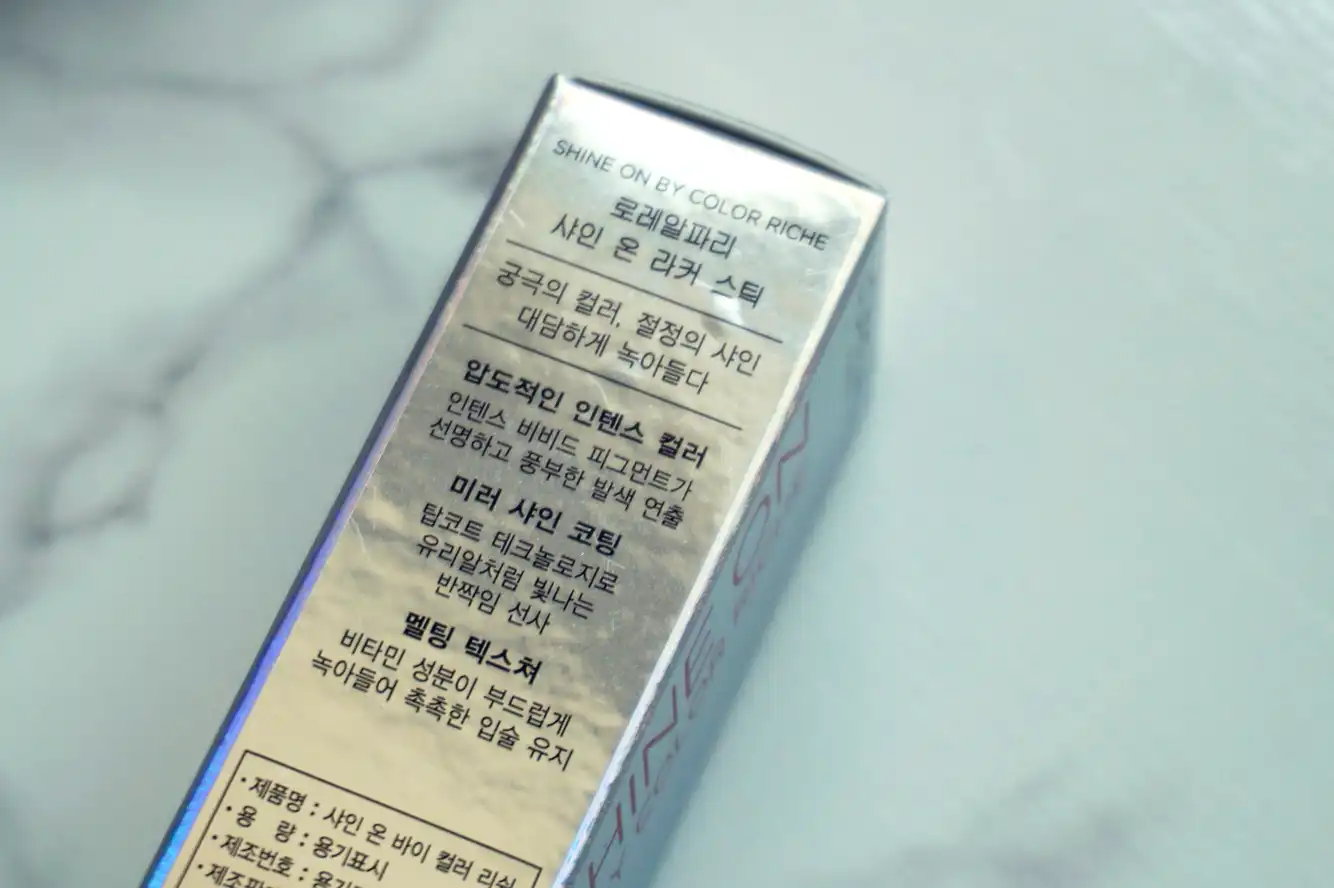 SHINE ON BY COLOR RICHE
로레알파리
샤인 온 라커 스틱
궁극의 컬러, 절정의 샤인
대담하게 녹아들다
압도적인 인텐스 컬러
인텐스 비비드 피그먼트가
선명하고 풍부한 발색 연출
미러 샤인 코팅
탑코트 테크놀로지로
유리알처럼 빛나는
반짝임 선사
멜팅 텍스쳐
비타민 성분이 부드럽게
녹아들어 촉촉한 입술 유지
· 제품명 : 샤인 온 바이 컬러 리쉬
· 용 량 : 용기표시
· 제조번호 :
SHINE ON